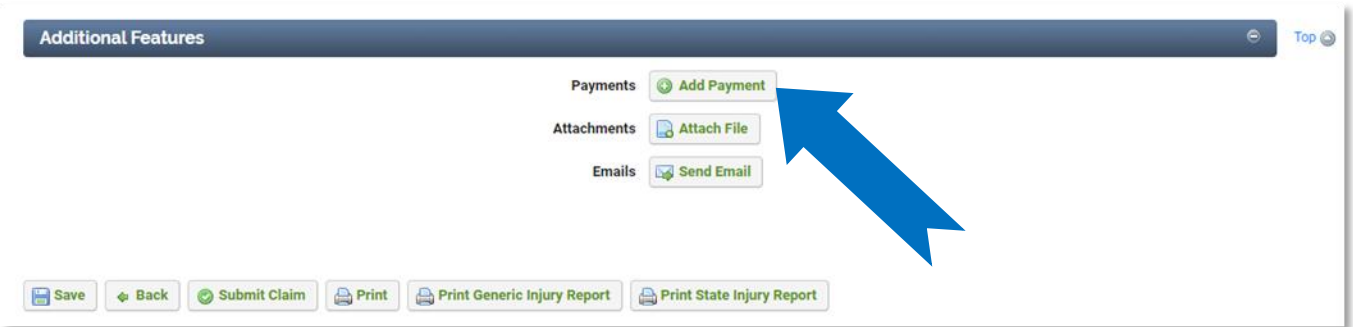 Additional Features
Top
Payments Add Payment
Attachments Attach File
Emails Send Email
Save Back Submit Claim Print Print Generic Injury Report Print State Injury Report